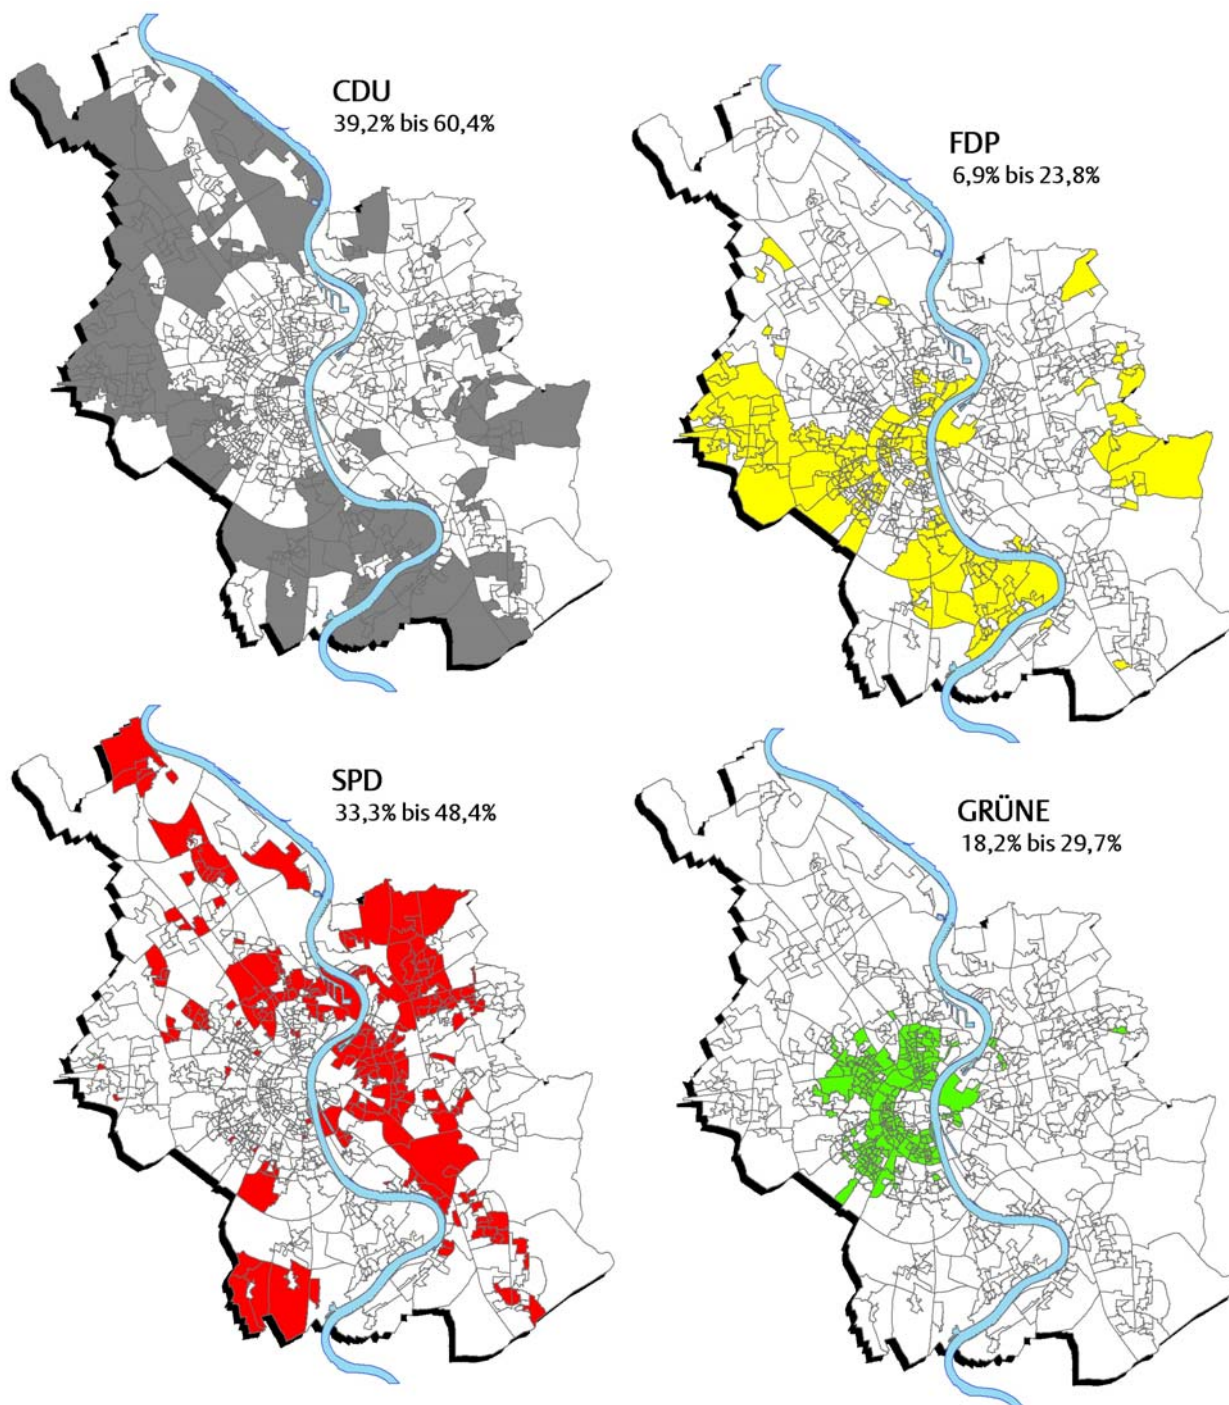 CDU
39,2% bis 60,4%
FDP
6,9% bis 23,8%
SPD
33,3% bis 48,4%
GRÜNE
18,2% bis 29,7%